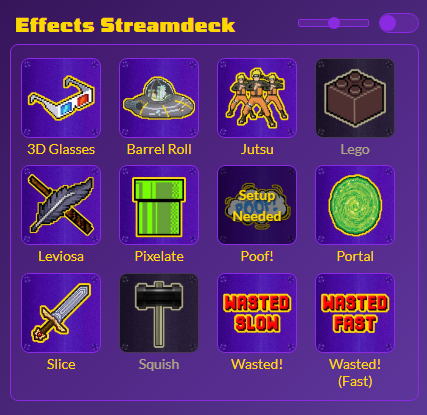 Effects Streamdeck
3D Glasses
Barrel Roll
Jutsu
Lego
Setup
Needed
POOF!
Leviosa
Pixelate
Poof!
Portal
WASTED
SLOW
WASTED
FAST
Slice
Squish
Wasted!
Wasted!
(Fast)